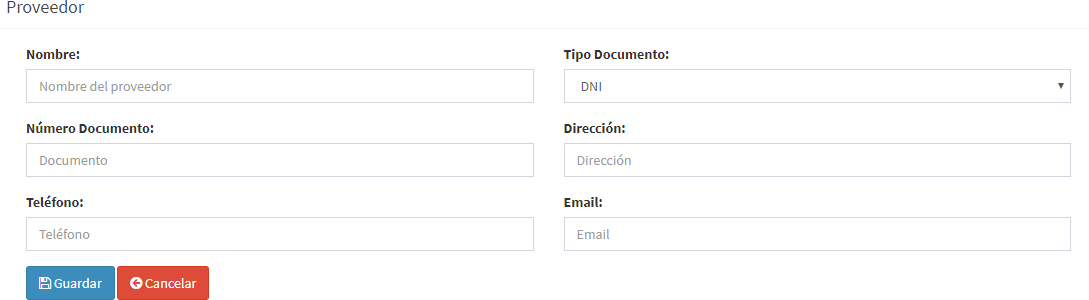 Proveedor
Nombre: Tipo Documento:
Nombre del proveedor DNI
Número Documento: Dirección:
Documento Dirección
Teléfono: Email:
Teléfono Email
Guardar Cancelar